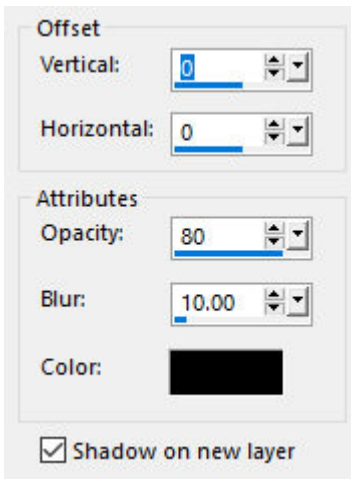 Offset
Vertical: 0
Horizontal: 0
Attributes
Opacity: 80
Blur: 10.00
Color:
Shadow on new layer